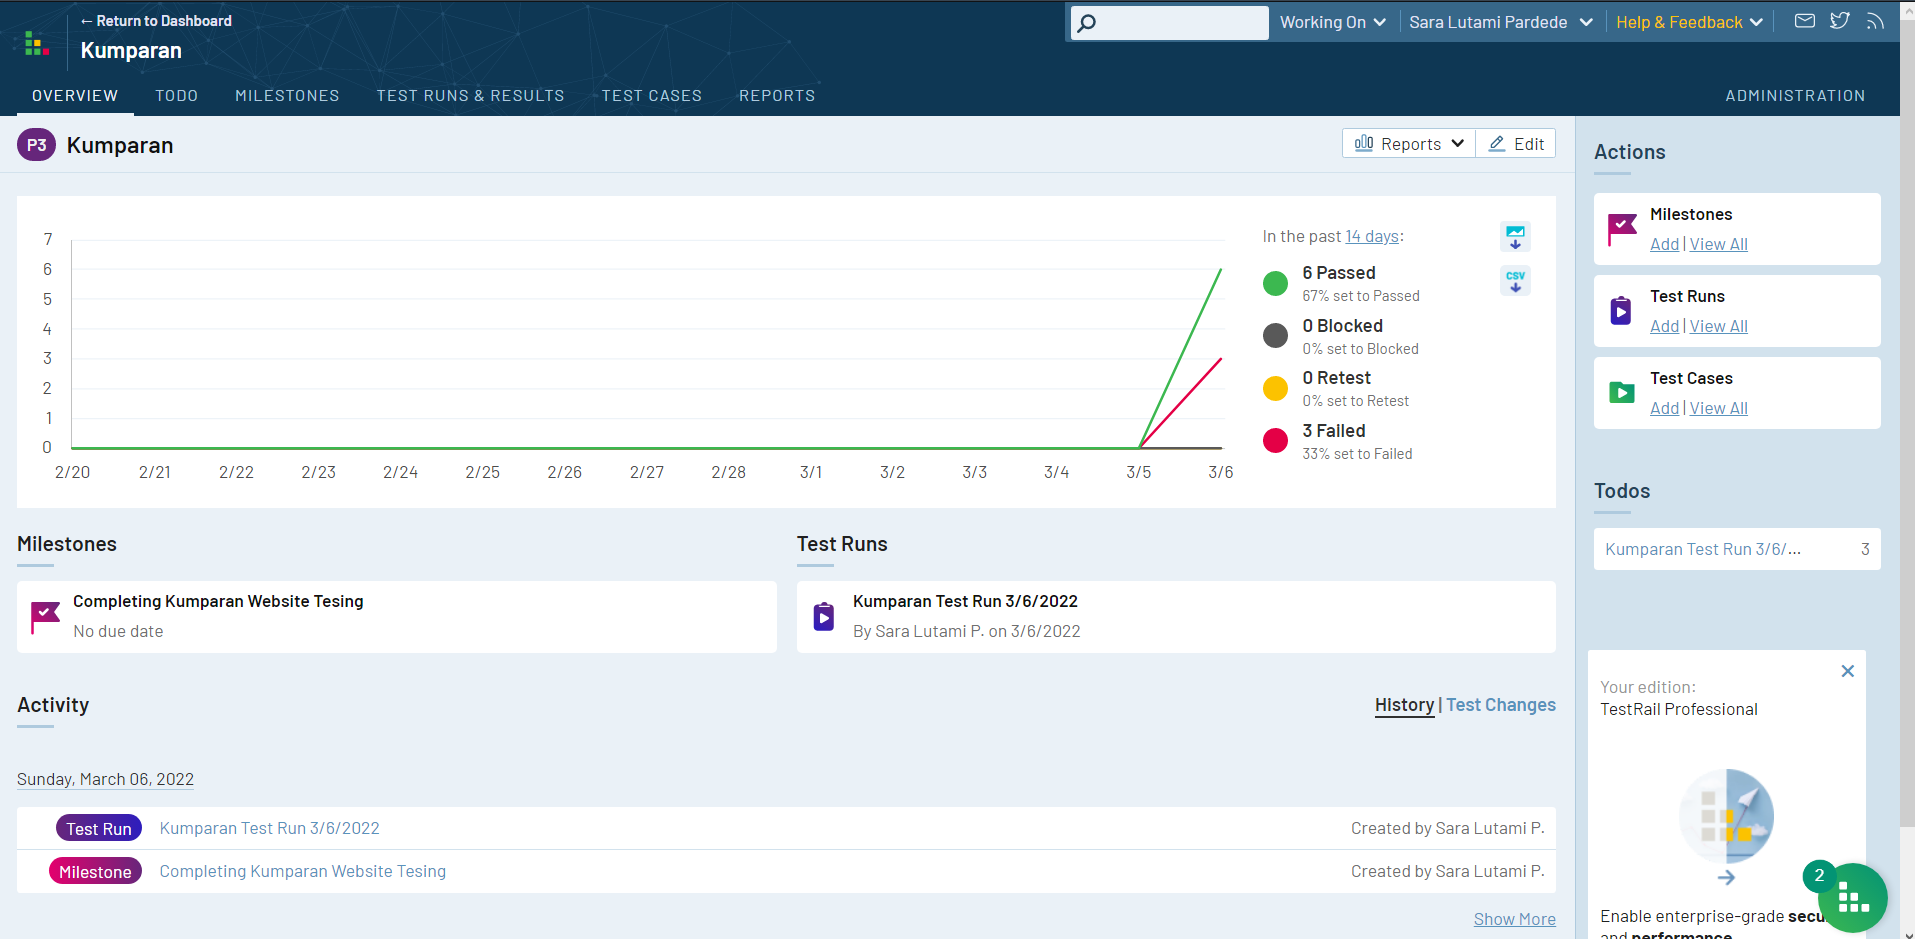 ← Return to Dashboard
Kumparan
Working On
Sara Lutami Pardede
Help & Feedback
OVERVIEW TODO MILESTONES TEST RUNS & RESULTS TEST CASES REPORTS ADMINISTRATION
P3 Kumparan
Reports
Edit
7
6
5
4
3
2
1
0
2/20 2/21 2/22 2/23 2/24 2/25 2/26 2/27 2/28 3/1 3/2 3/3 3/4 3/5 3/6
In the past 14 days:
6 Passed
67% set to Passed
0 Blocked
0% set to Blocked
0 Retest
0% set to Retest
3 Failed
33% set to Failed
CSV
Actions
Milestones
Add | View All
Test Runs
Add | View All
Test Cases
Add | View All
Todos
Kumparan Test Run 3/6/... 3
Milestones
Completing Kumparan Website Tesing
No due date
Test Runs
Kumparan Test Run 3/6/2022
By Sara Lutami P. on 3/6/2022
Activity
History | Test Changes
Sunday, March 06, 2022
Test Run Kumparan Test Run 3/6/2022 Created by Sara Lutami P.
Milestone Completing Kumparan Website Tesing Created by Sara Lutami P.
Show More
Your edition:
TestRail Professional
2
Enable enterprise-grade secu
and performance